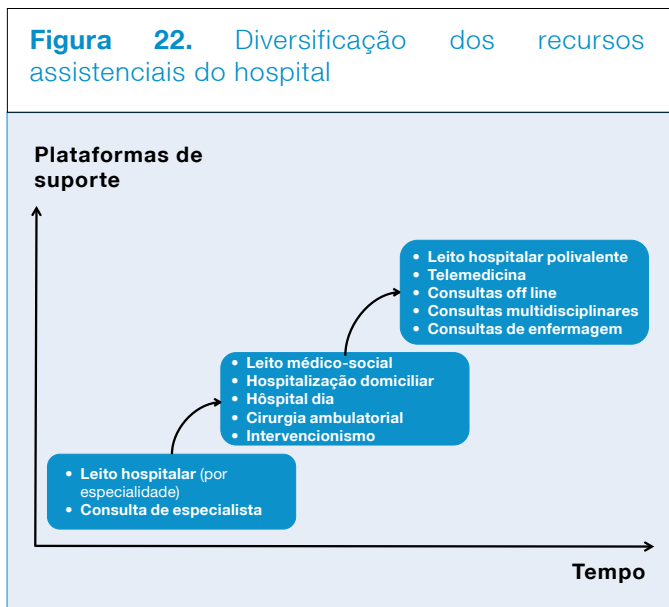 Figura 22. Diversificação dos recursos
assistenciais do hospital
Plataformas de
suporte
• Leito hospitalar polivalente
• Telemedicina
• Consultas off line
• Consultas multidisciplinares
• Consultas de enfermagem
• Leito médico-social
• Hospitalização domiciliar
• Hôspital dia
• Cirurgia ambulatorial
• Intervencionismo
• Leito hospitalar (por
especialidade)
• Consulta de especialista
Tempo